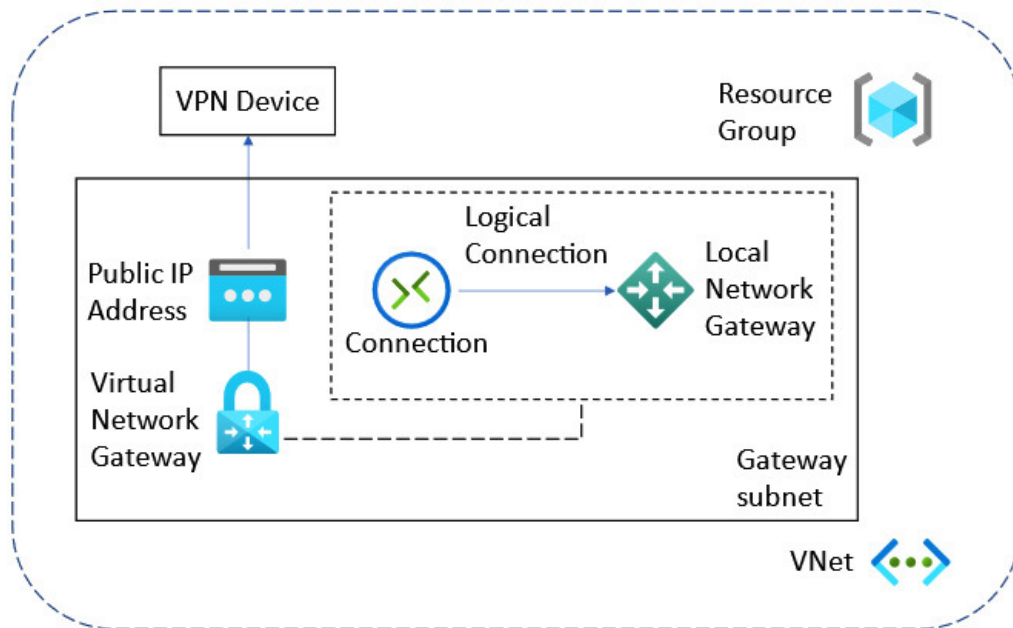 VPN Device
Resource
Group
Logical
Connection
Public IP
Address
Local
Network
Gateway
Connection
Virtual
Network
Gateway
Gateway
subnet
VNet